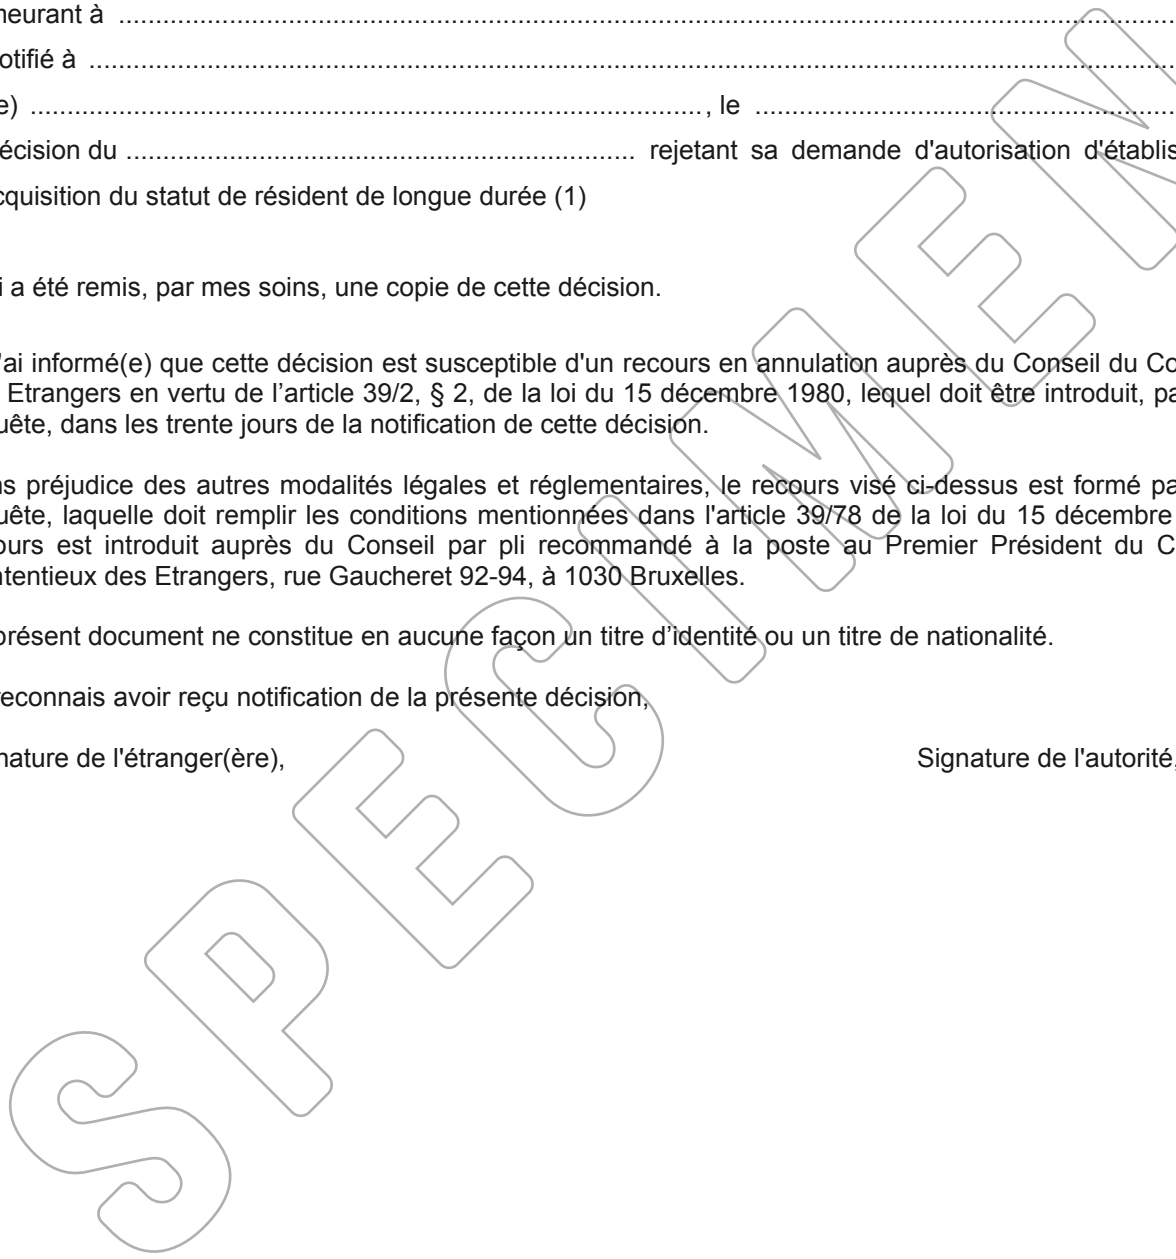 meurant à ........................................................................................................................................................
otifié à ............................................................................................................................................................
e) ............................................................................................, le .........................................................
écision du ...................................................................... rejetant sa demande d'autorisation d'établis
cquisition du statut de résident de longue durée (1)
i a été remis, par mes soins, une copie de cette décision.
'ai informé(e) que cette décision est susceptible d'un recours en annulation auprès du Conseil du Co
Etrangers en vertu de l’article 39/2, § 2, de la loi du 15 décembre 1980, lequel doit être introduit, pa
uête, dans les trente jours de la notification de cette décision.
ns préjudice des autres modalités légales et réglementaires, le recours visé ci-dessus est formé pa
uête, laquelle doit remplir les conditions mentionnées dans l'article 39/78 de la loi du 15 décembre
ours est introduit auprès du Conseil par pli recommandé à la poste au Premier Président du C
ntentieux des Etrangers, rue Gaucheret 92-94, à 1030 Bruxelles.
présent document ne constitue en aucune façon un titre d’identité ou un titre de nationalité.
reconnais avoir reçu notification de la présente décision,
nature de l'étranger(ère), Signature de l'autorité,
SPECIMEN